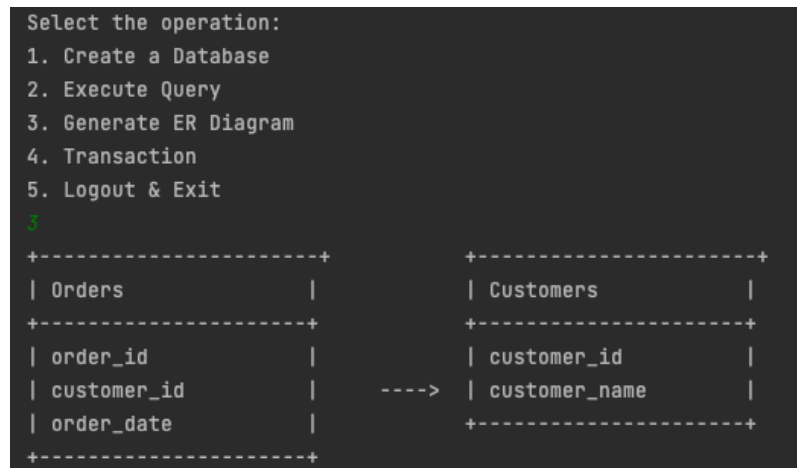 Select the operation:
1. Create a Database
2. Execute Query
3. Generate ER Diagram
4. Transaction
5. Logout & Exit
3
+-----------------------+            +-----------------------+
| Orders                |            | Customers             |
+----------------------+             +----------------------+
| order_id              |            | customer_id           |
| customer_id           |     ---->  | customer_name         |
| order_date            |            +----------------------+
+----------------------+